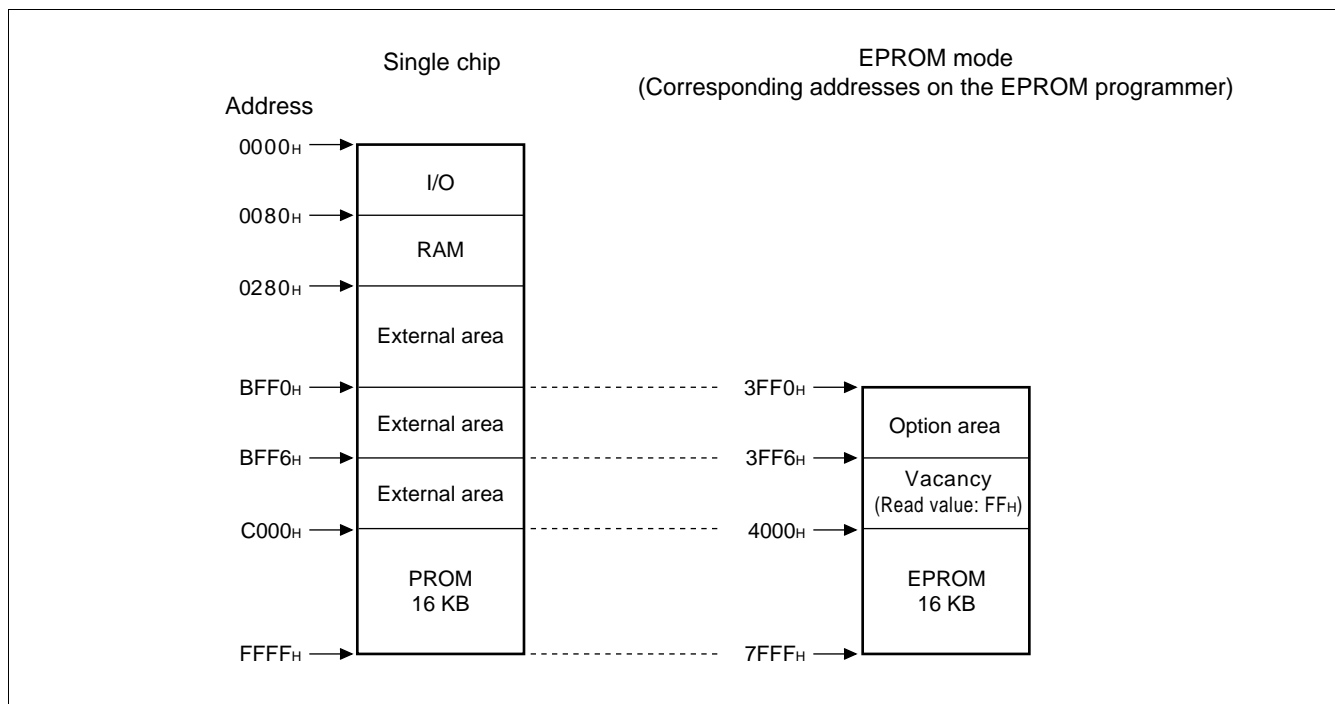 Single chip
EPROM mode
(Corresponding addresses on the EPROM programmer)
Address
0000H
I/O
0080H
RAM
0280H
External area
BFF0H
3FF0H
External area
Option area
BFF6H
3FF6H
External area
Vacancy
(Read value: FFH)
C000H
4000H
PROM
16 KB
EPROM
16 KB
FFFFH
7FFFH